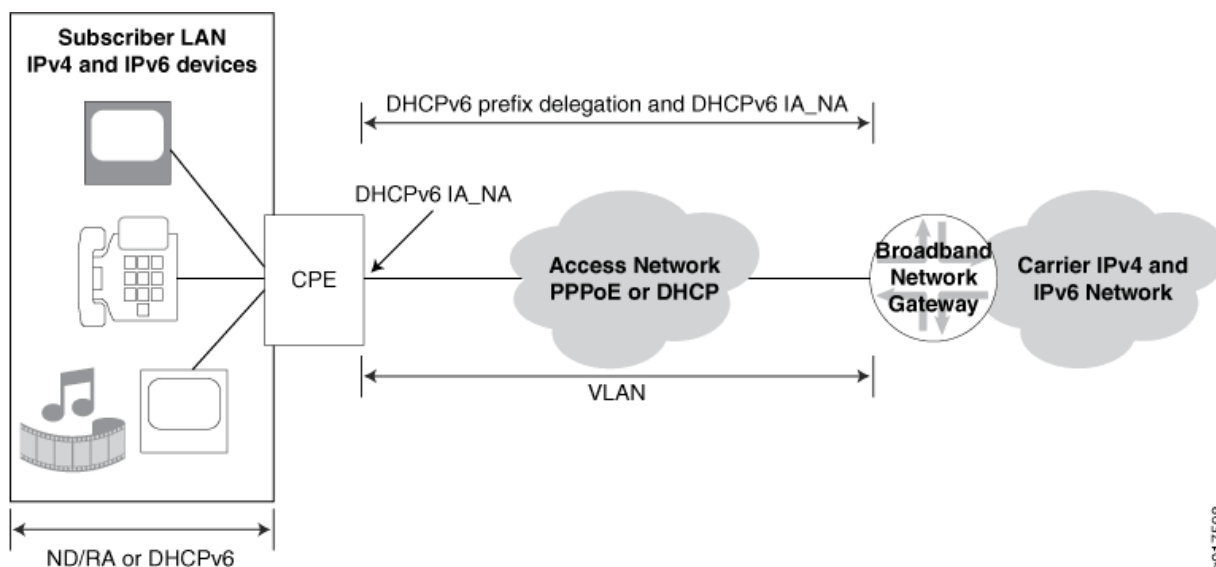 Subscriber LAN
IPv4 and IPv6 devices
DHCPv6 prefix delegation and DHCPv6 IA_NA
DHCPv6 IA_NA
CPE
Access Network
PPPoE or DHCP
Broadband
Network
Gateway
Carrier IPv4 and
IPv6 Network
VLAN
ND/RA or DHCPv6